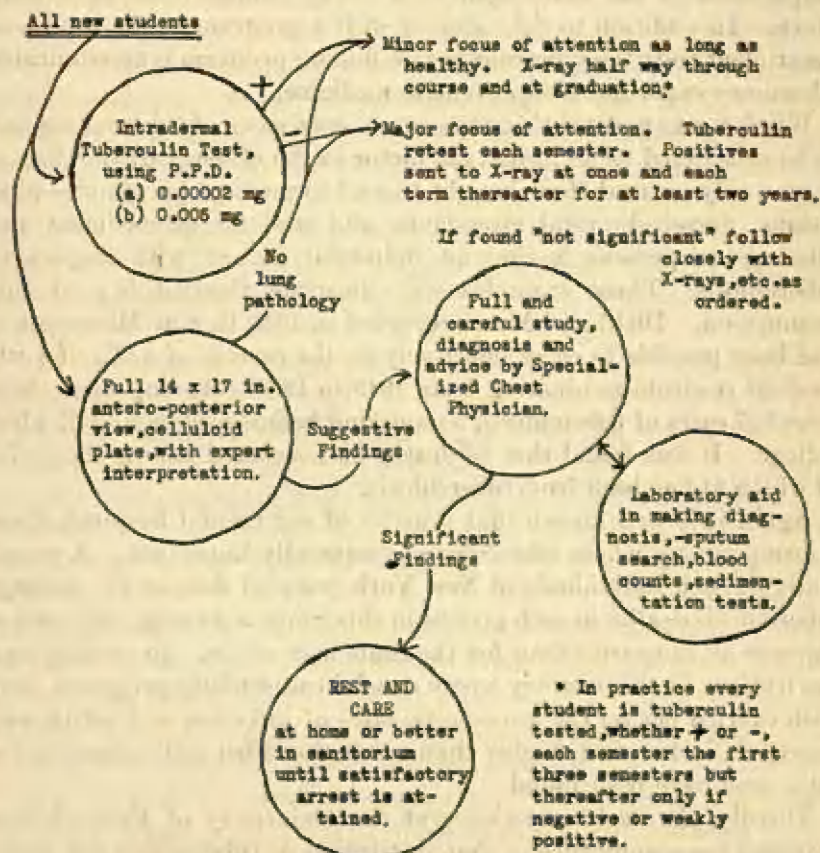 All new students
Minor focus of attention as long as
healthy. X-ray half way through
course and at graduation*
+
-
Major focus of attention. Tuberculin
retest each semester. Positives
sent to X-ray at once and each
term thereafter for at least two years.
Intradermal
Tuberculin Test,
using P.P.D.
(a) 0.00002 mg
(b) 0.005 mg
No
lung
pathology
If found "not significant" follow
closely with
X-rays,etc.as
ordered.
Full and
careful study,
diagnosis and
advice by Special-
ized Chest
Physician.
Full 14 x 17 in.
antero-posterior
view,celluloid
plate,with expert
interpretation.
Suggestive
Findings
Laboratory aid
in making diag-
nosis,-sputum
search,blood
counts,sedimen-
tation tests.
Significant
Findings
REST AND
CARE
at home or better
in sanitorium
until satisfactory
arrest is at-
tained.
* In practice every
student is tuberculin
tested,whether + or -,
each semester the first
three semesters but
thereafter only if
negative or weakly
positive.